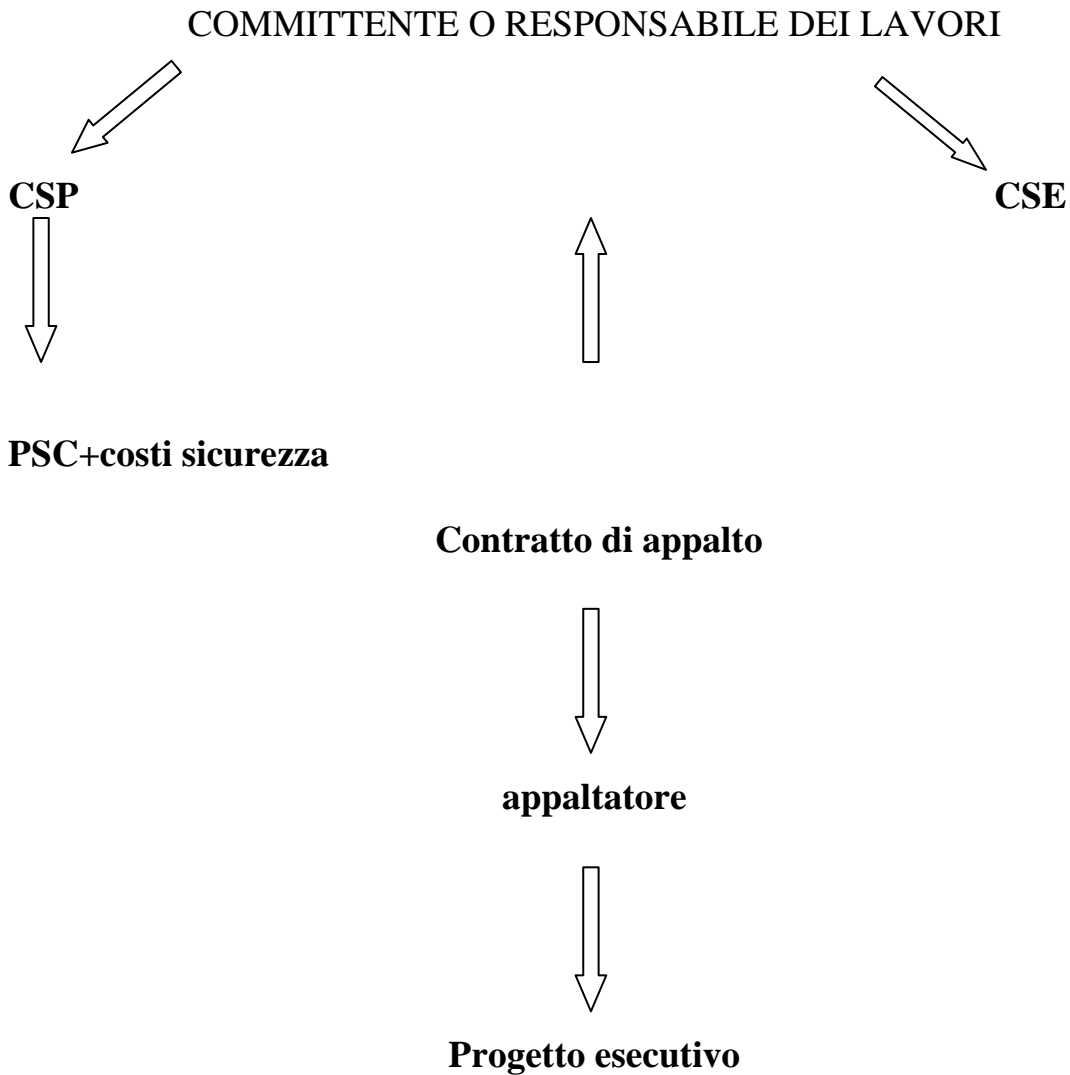 COMMITTENTE O RESPONSABILE DEI LAVORI
CSP
CSE
PSC+costi sicurezza
Contratto di appalto
appaltatore
Progetto esecutivo